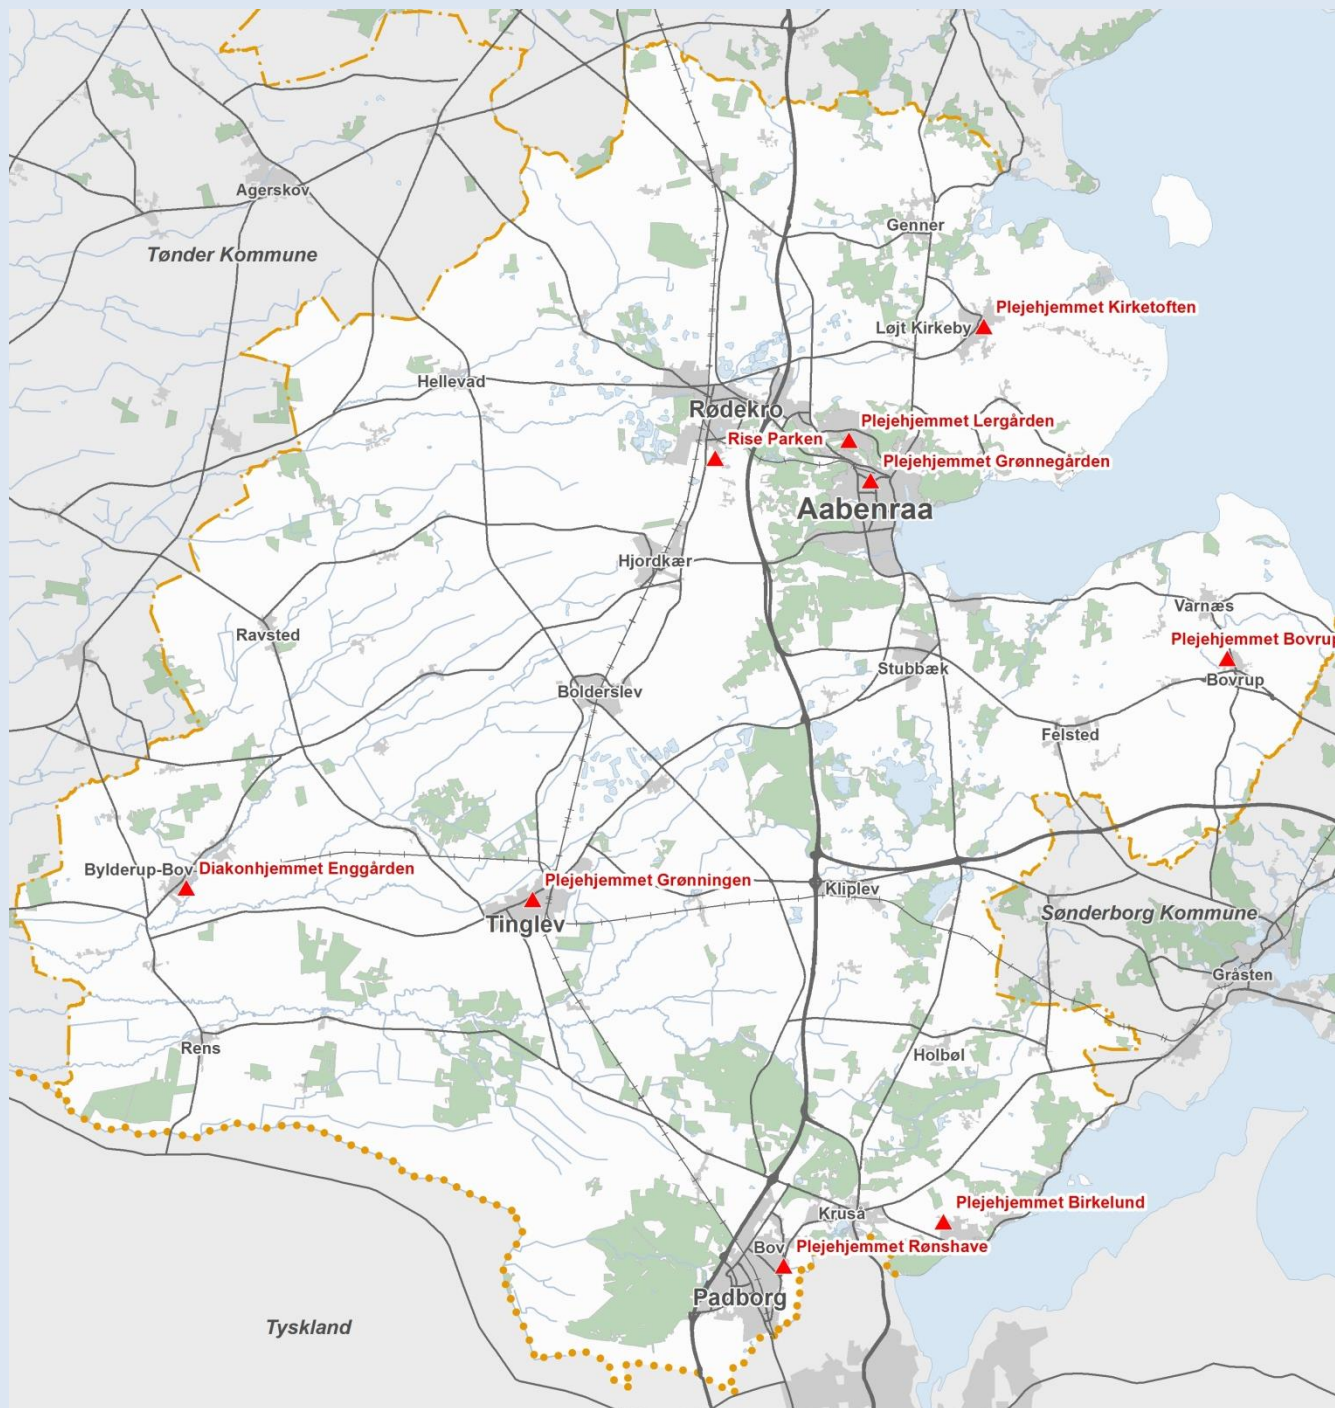 Agerskov
Genner
Tønder Kommune
Plejehjemmet Kirketoften
Løjt Kirkeby
Hellevad
Rødekro
Plejehjemmet Lergården
Rise Parken
Plejehjemmet Grønnegården
Aabenraa
Hjordkær
Varnæs
Ravsted
Plejehjemmet Bovrup
Stubbæk
Bovrup
Bolderslev
Felsted
Bylderup-Bov
Diakonhjemmet Enggården
Plejehjemmet Grønningen
Kliplev
Tinglev
Sønderborg Kommune
Gråsten
Rens
Holbøl
Plejehjemmet Birkelund
Kruså
Bov
Plejehjemmet Rønshave
Padborg
Tyskland